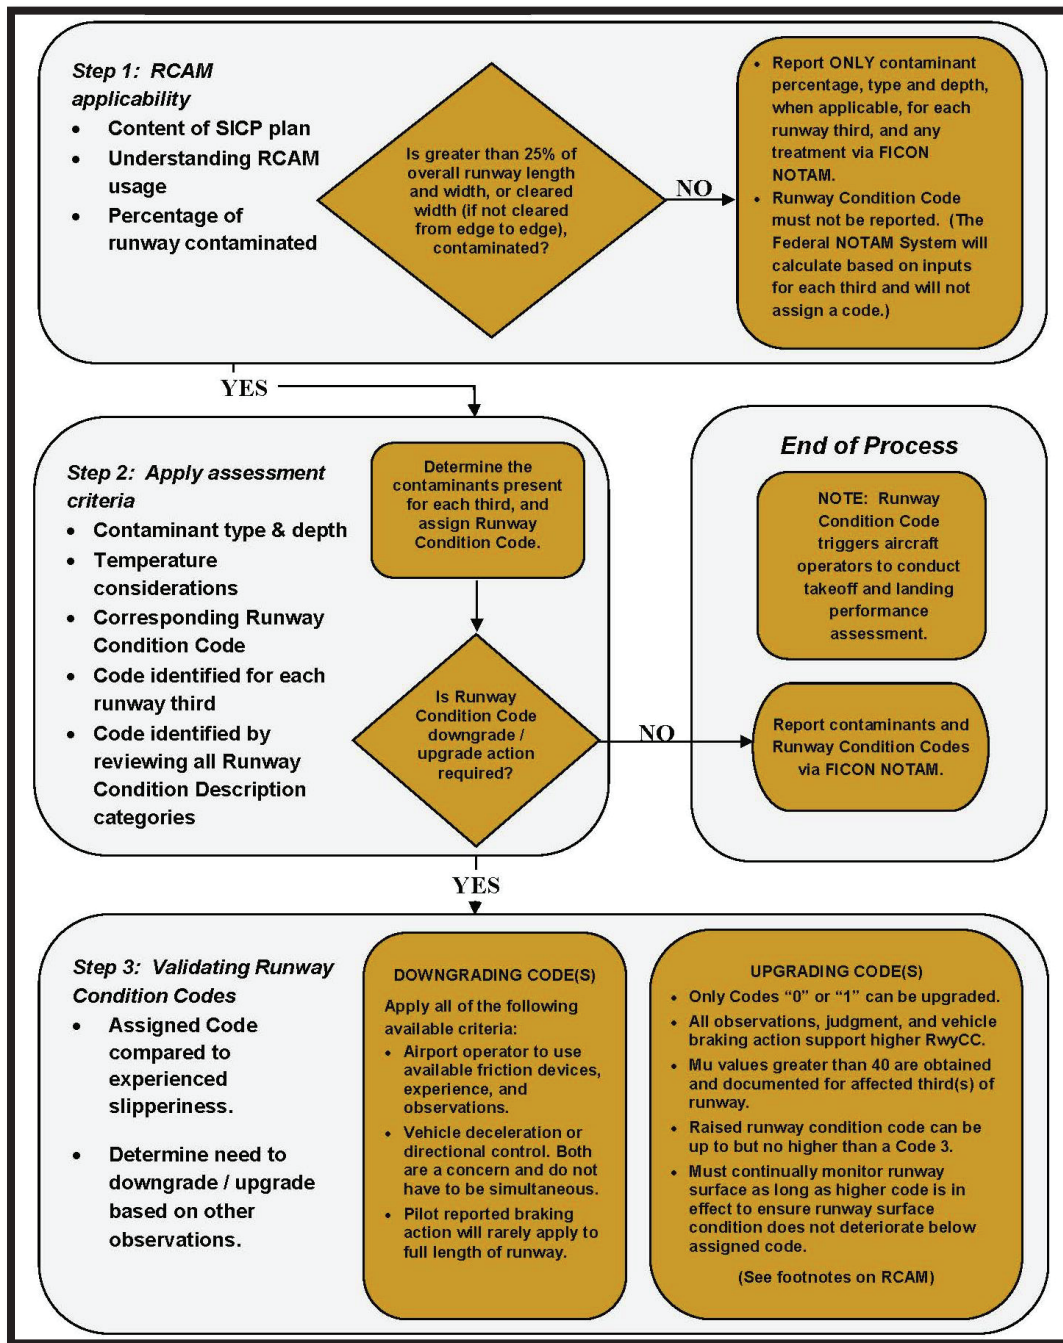 Step 1:  RCAM
applicability
• Content of SICP plan
• Understanding RCAM
usage
• Percentage of
runway contaminated
Is greater than 25% of
overall runway length
and width, or cleared
width (if not cleared
from edge to edge),
contaminated?
NO
• Report ONLY contaminant
percentage, type and depth,
when applicable, for each
runway third, and any
treatment via FICON
NOTAM.
• Runway Condition Code
must not be reported.  (The
Federal NOTAM System will
calculate based on inputs
for each third and will not
assign a code.)
YES
Step 2:  Apply assessment
criteria
• Contaminant type & depth
• Temperature
considerations
• Corresponding Runway
Condition Code
• Code identified for each
runway third
• Code identified by
reviewing all Runway
Condition Description
categories
Determine the
contaminants present
for each third, and
assign Runway
Condition Code.
Is Runway
Condition Code
downgrade /
upgrade action
required?
NO
End of Process
NOTE:  Runway
Condition Code
triggers aircraft
operators to conduct
takeoff and landing
performance
assessment.
Report contaminants and
Runway Condition Codes
via FICON NOTAM.
YES
Step 3:  Validating Runway
Condition Codes
• Assigned Code
compared to
experienced
slipperiness.
• Determine need to
downgrade / upgrade
based on other
observations.
DOWNGRADING CODE(S)
Apply all of the following
available criteria:
• Airport operator to use
available friction devices,
experience, and
observations.
• Vehicle deceleration or
directional control. Both
are a concern and do not
have to be simultaneous.
• Pilot reported braking
action will rarely apply to
full length of runway.
UPGRADING CODE(S)
• Only Codes “0” or “1” can be upgraded.
• All observations, judgment, and vehicle
braking action support higher RwyCC.
• Mu values greater than 40 are obtained
and documented for affected third(s) of
runway.
• Raised runway condition code can be
up to but no higher than a Code 3.
• Must continually monitor runway
surface as long as higher code is in
effect to ensure runway surface
condition does not deteriorate below
assigned code.
(See footnotes on RCAM)